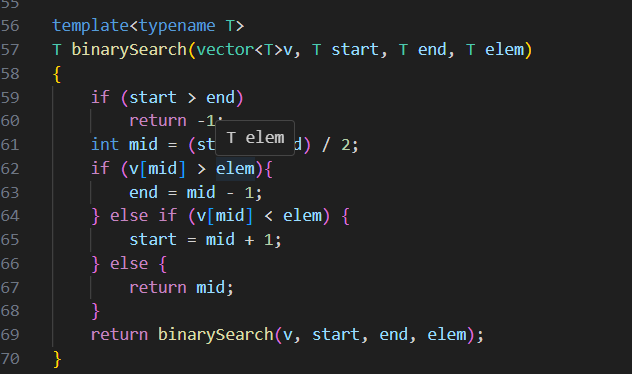 55
56 template<typename T>
57 T binarySearch(vector<T>v, T start, T end, T elem)
58 {
59     if (start > end)
60         return -1;
61     int mid = (st d) / 2;
T elem
62     if (v[mid] > elem){
63         end = mid - 1;
64     } else if (v[mid] < elem) {
65         start = mid + 1;
66     } else {
67         return mid;
68     }
69     return binarySearch(v, start, end, elem);
70 }